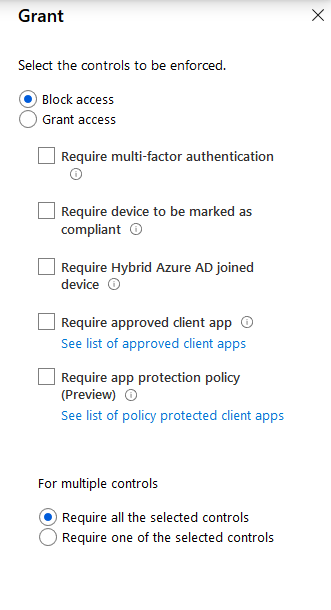 Grant
Select the controls to be enforced.
Block access
Grant access
Require multi-factor authentication
Require device to be marked as
compliant
Require Hybrid Azure AD joined
device
Require approved client app
See list of approved client apps
Require app protection policy
(Preview)
See list of policy protected client apps
For multiple controls
Require all the selected controls
Require one of the selected controls